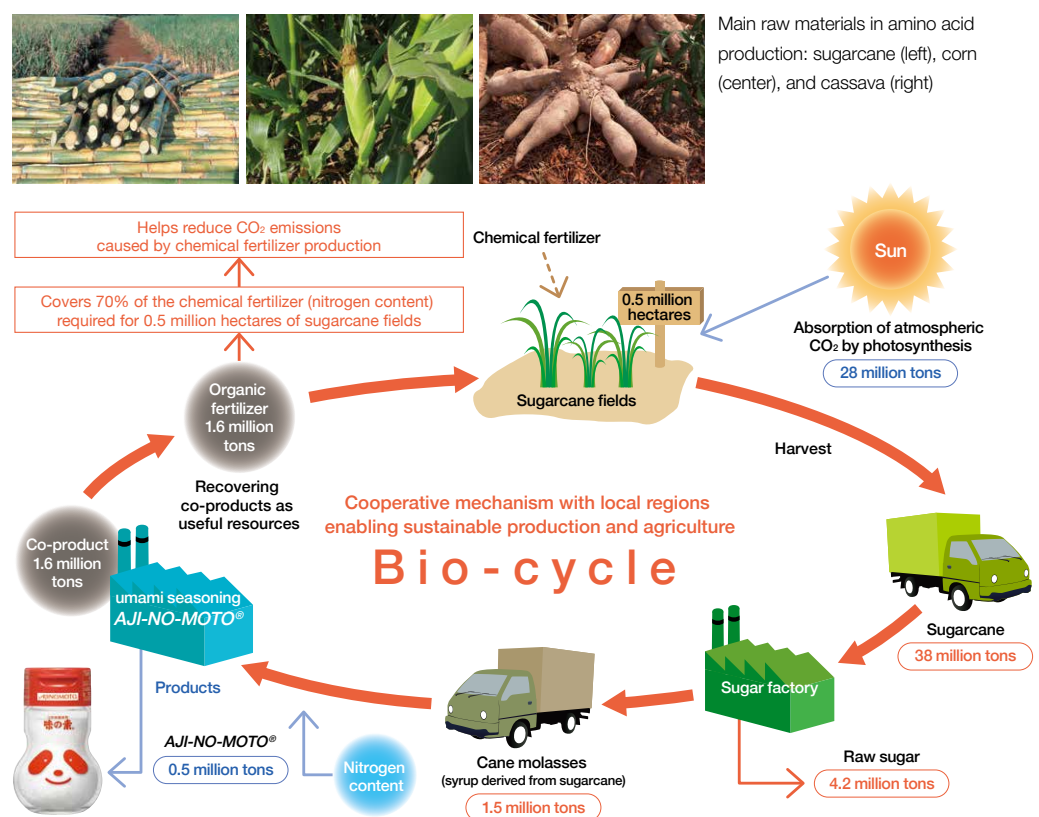 Main raw materials in amino acid
production: sugarcane (left), corn
(center), and cassava (right)
Helps reduce CO₂ emissions
caused by chemical fertilizer production
Covers 70% of the chemical fertilizer (nitrogen content)
required for 0.5 million hectares of sugarcane fields
Chemical fertilizer
0.5 million
hectares
Sun
Absorption of atmospheric
CO₂ by photosynthesis
28 million tons
Organic
fertilizer
1.6 million
tons
Sugarcane fields
Recovering
co-products as
useful resources
Harvest
Cooperative mechanism with local regions
enabling sustainable production and agriculture
Bio-cycle
Co-product
1.6 million
tons
umami seasoning
AJI-NO-MOTO®
Sugarcane
38 million tons
Sugar factory
Products
AJINOMOTO
味の素
AJI-NO-MOTO®
0.5 million tons
Nitrogen
content
Cane molasses
(syrup derived from sugarcane)
1.5 million tons
Raw sugar
4.2 million tons